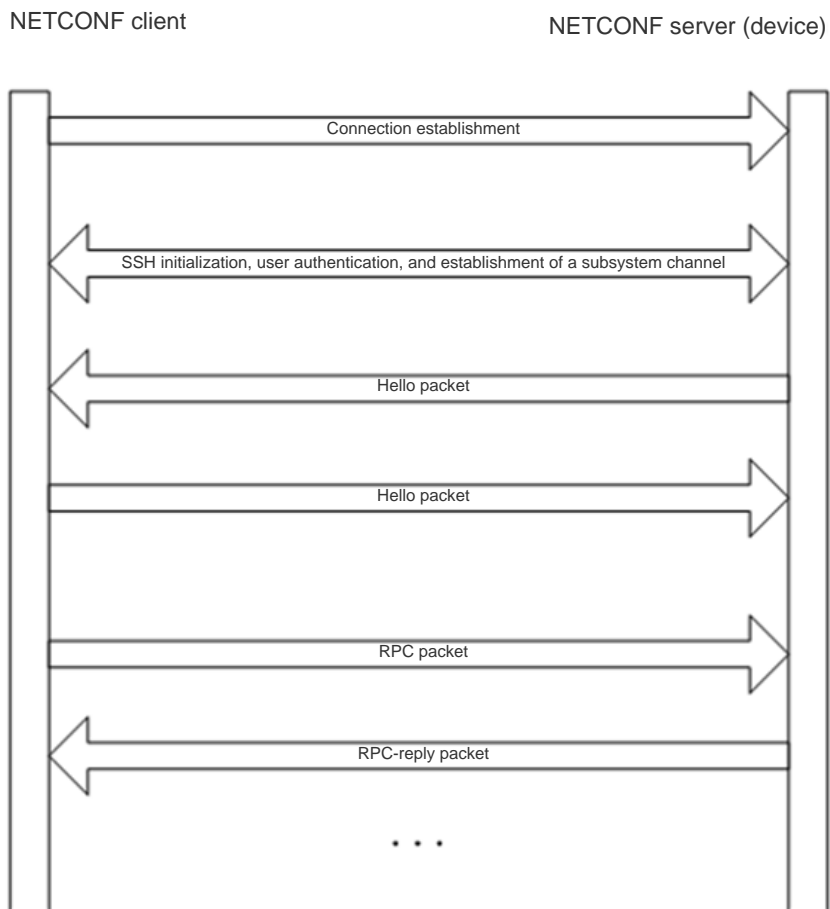 NETCONF client
NETCONF server (device)
Connection establishment
SSH initialization, user authentication, and establishment of a subsystem channel
Hello packet
Hello packet
RPC packet
RPC-reply packet
. . .